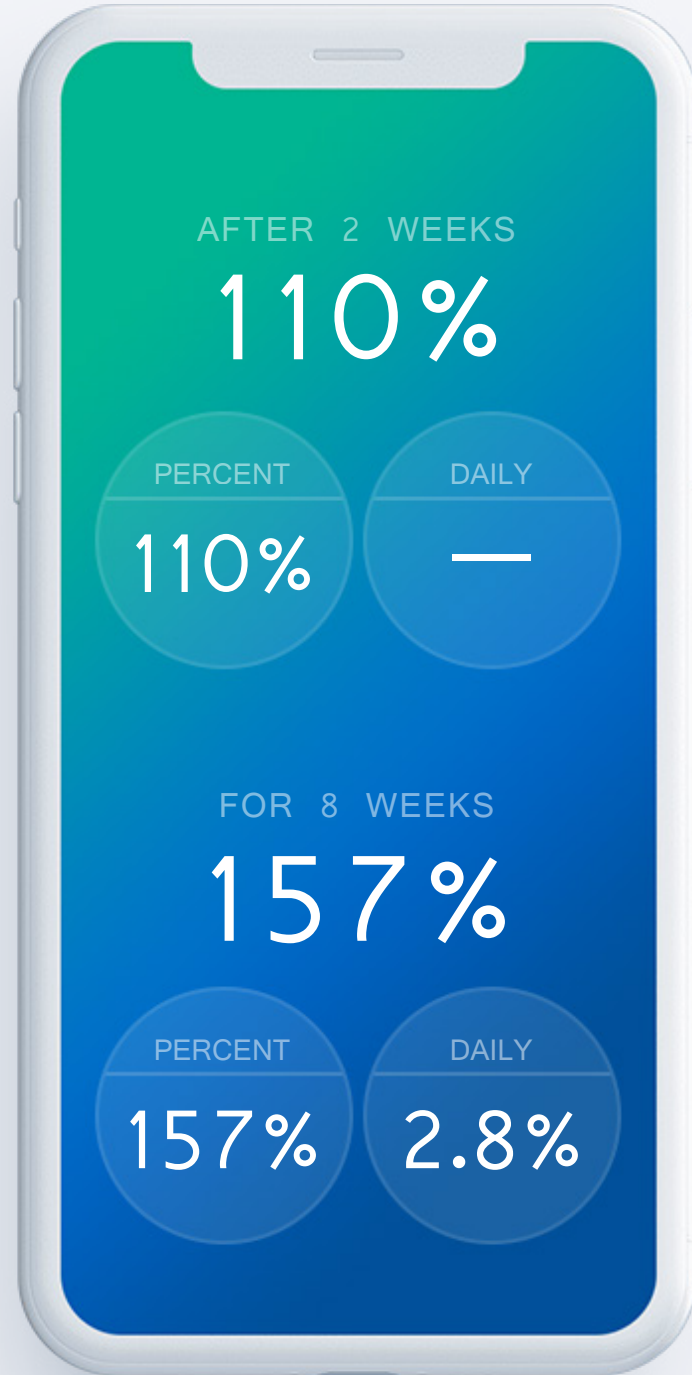 AFTER 2 WEEKS
110%
PERCENT DAILY
110% —
FOR 8 WEEKS
157%
PERCENT DAILY
157% 2.8%